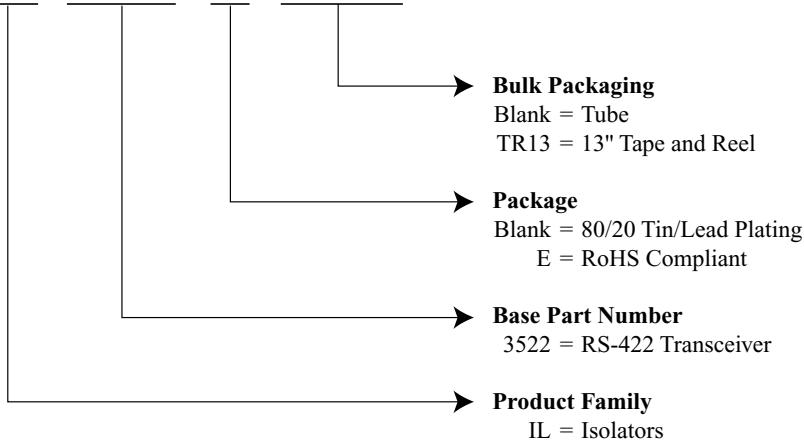 Bulk Packaging
Blank = Tube
TR13 = 13" Tape and Reel
Package
Blank = 80/20 Tin/Lead Plating
E = RoHS Compliant
Base Part Number
3522 = RS-422 Transceiver
Product Family
IL = Isolators